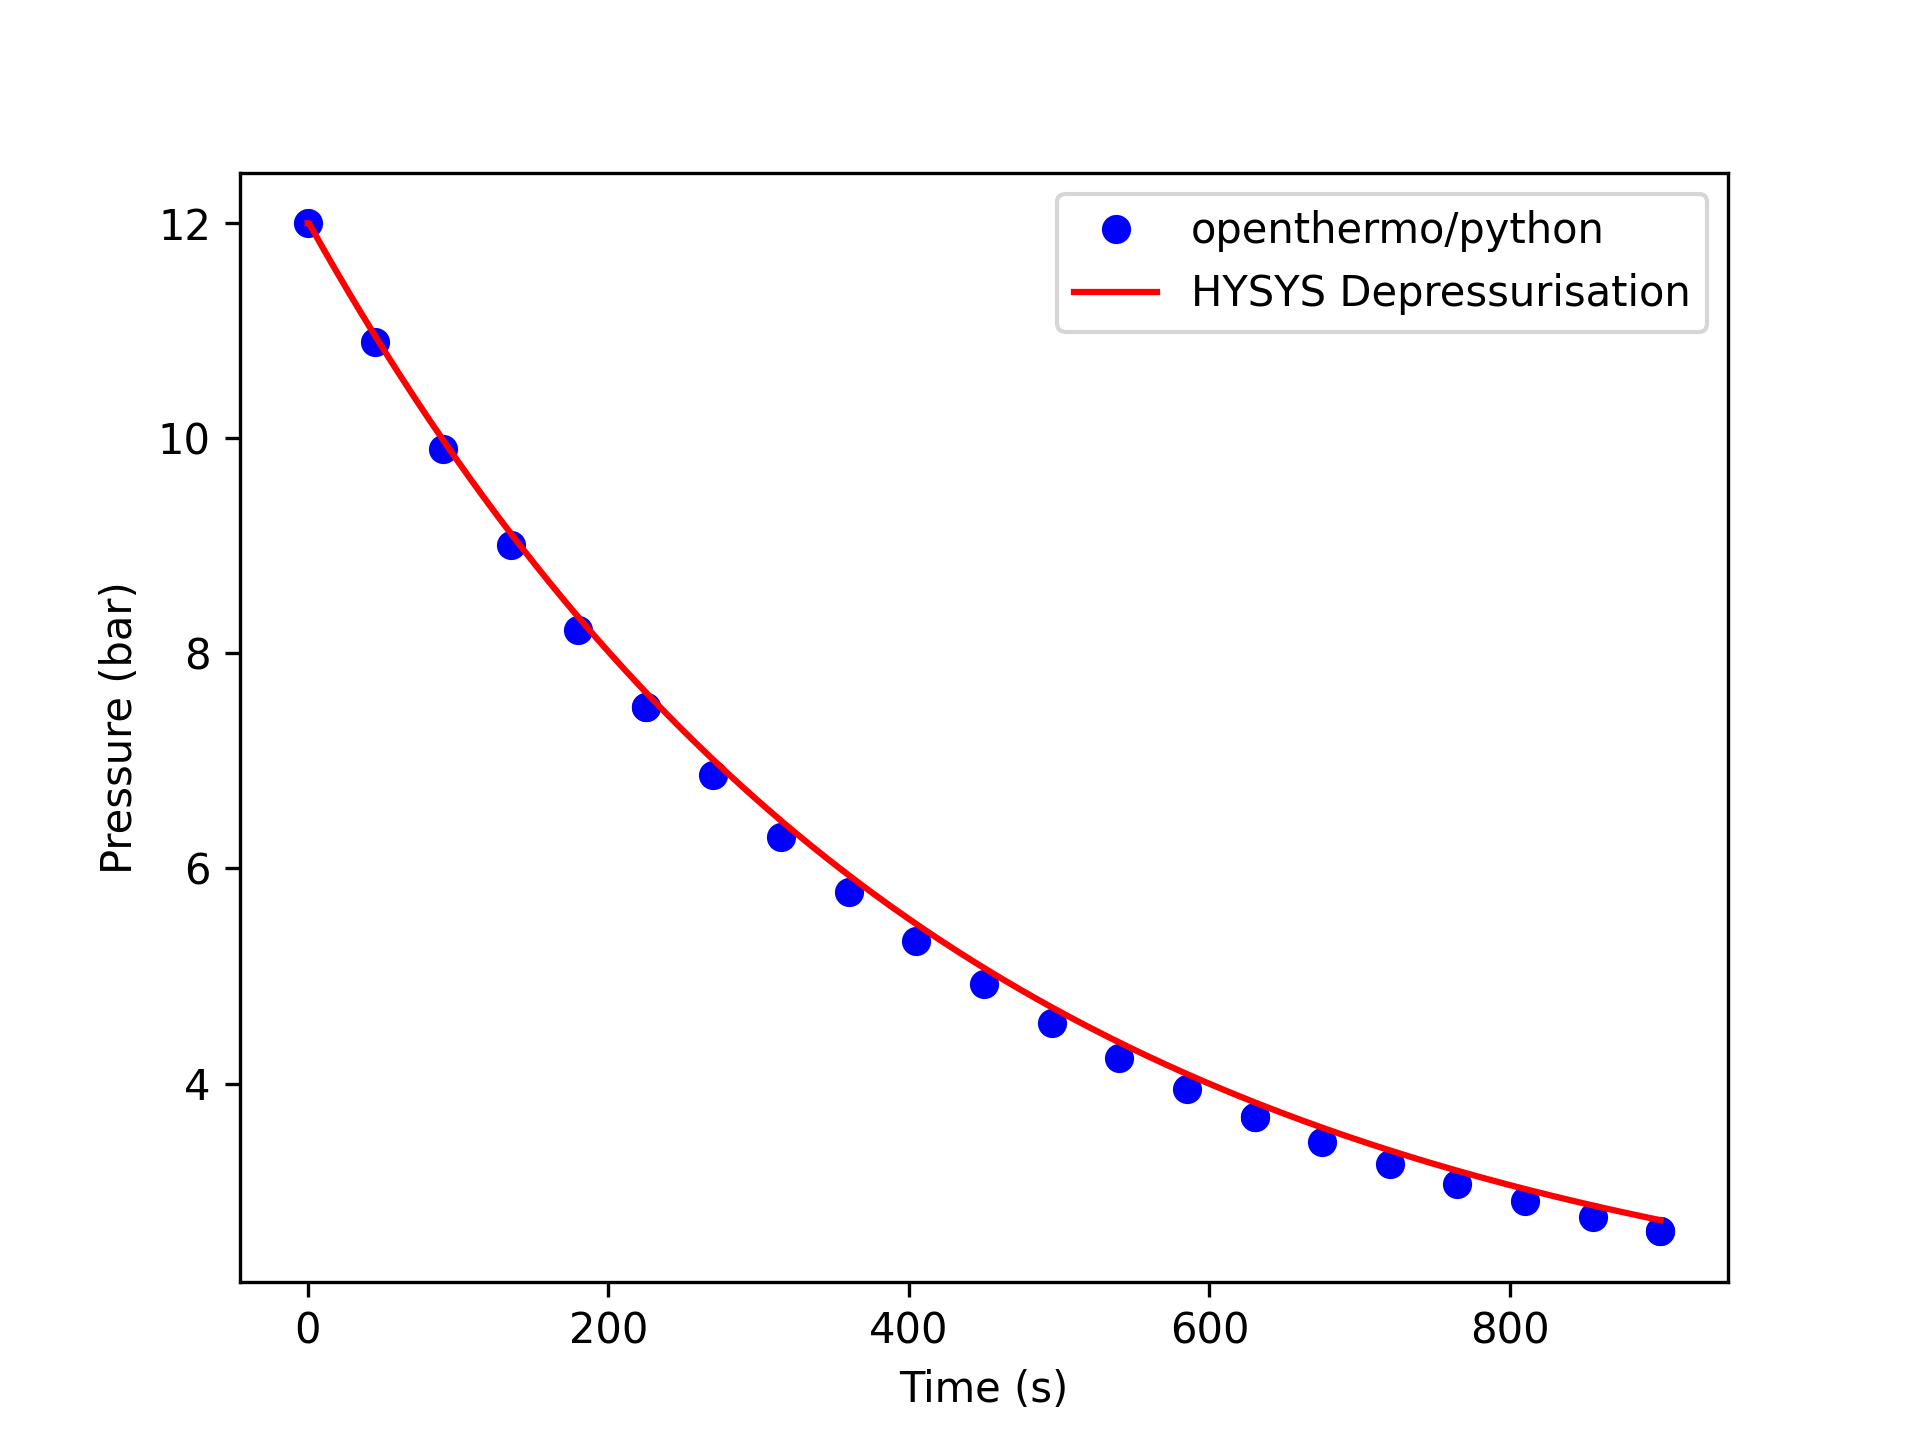 openthermo/python
HYSYS Depressurisation
12
10
8
6
4
Pressure (bar)
0 200 400 600 800
Time (s)